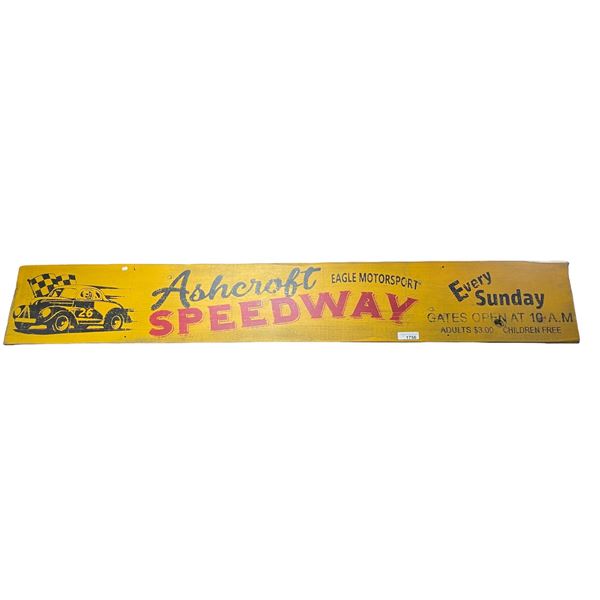 26
Ashcroft
SPEEDWAY
EAGLE MOTORSPORT
Every
Sunday
GATES OPEN AT 10 A.M
ADULTS $3.00 CHILDREN FREE